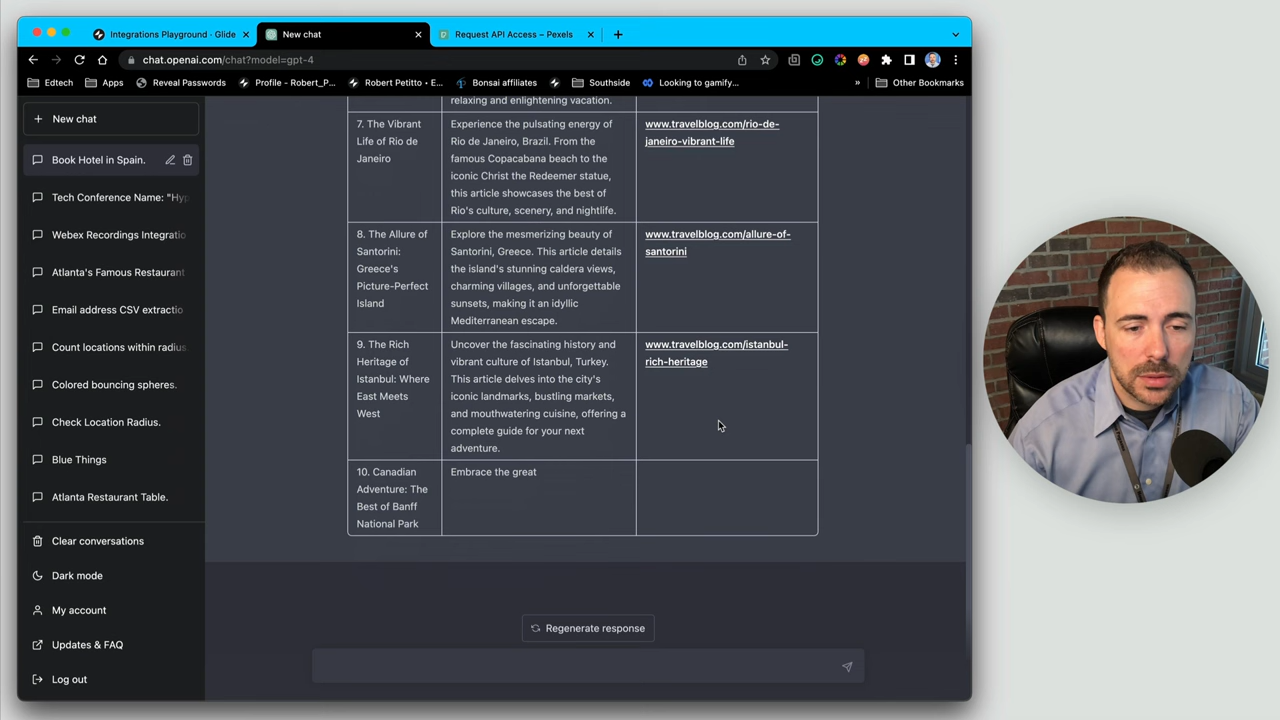 Integrations Playground - Glide
New chat
Request API Access – Pexels
chat.openai.com/chat?model=gpt-4
Edtech
Apps
Reveal Passwords
Profile - Robert_P...
Robert Petitto • E...
Bonsai affiliates
Southside
Looking to gamify...
»
Other Bookmarks
+ New chat
Book Hotel in Spain.
Tech Conference Name: "Hyp
Webex Recordings Integratio
Atlanta's Famous Restaurant
Email address CSV extractio
Count locations within radius
Colored bouncing spheres.
Check Location Radius.
Blue Things
Atlanta Restaurant Table.
Clear conversations
Dark mode
My account
Updates & FAQ
Log out
relaxing and enlightening vacation.
7. The Vibrant
Life of Rio de
Janeiro
Experience the pulsating energy of
Rio de Janeiro, Brazil. From the
famous Copacabana beach to the
iconic Christ the Redeemer statue,
this article showcases the best of
Rio's culture, scenery, and nightlife.
www.travelblog.com/rio-de-
janeiro-vibrant-life
8. The Allure of
Santorini:
Greece's
Picture-Perfect
Island
Explore the mesmerizing beauty of
Santorini, Greece. This article details
the island's stunning caldera views,
charming villages, and unforgettable
sunsets, making it an idyllic
Mediterranean escape.
www.travelblog.com/allure-of-
santorini
9. The Rich
Heritage of
Istanbul: Where
East Meets
West
Uncover the fascinating history and
vibrant culture of Istanbul, Turkey.
This article delves into the city's
iconic landmarks, bustling markets,
and mouthwatering cuisine, offering a
complete guide for your next
adventure.
www.travelblog.com/istanbul-
rich-heritage
10. Canadian
Adventure: The
Best of Banff
National Park
Embrace the great
Regenerate response